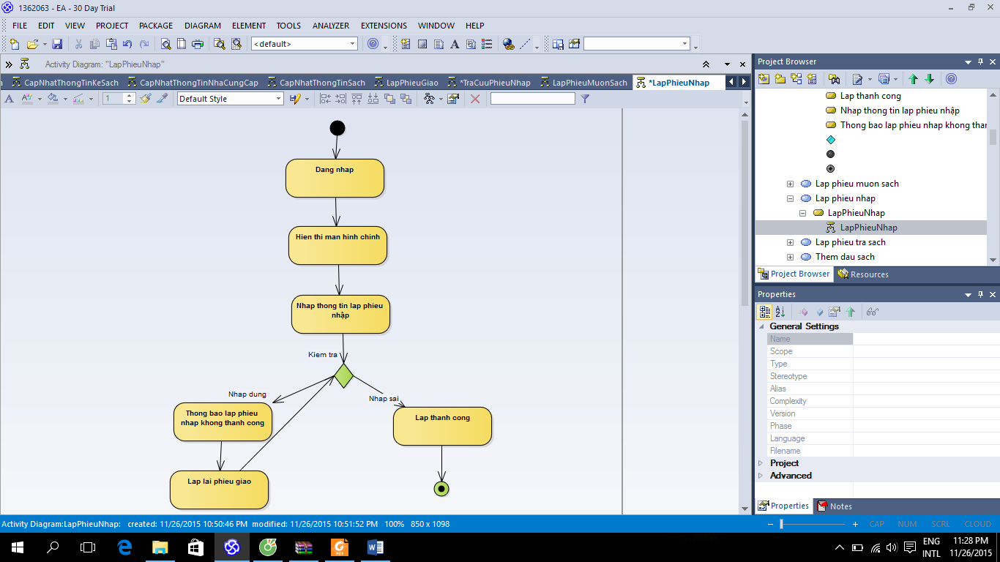 1362063 - EA - 30 Day Trial
FILE EDIT VIEW PROJECT PACKAGE DIAGRAM ELEMENT TOOLS ANALYZER EXTENSIONS WINDOW HELP
<default>
Activity Diagram: "LapPhieuNhap"
a CapNhatThongTinKeSach CapNhatThongTinNhaCungCap CapNhatThongTinSach LapPhieuGiao *TraCuuPhieuNhap LapPhieuMuonSach *LapPhieuNhap
1 Default Style
Dang nhap
Hien thi man hinh chinh
Nhap thong tin lap phieu
nhập
Kiem tra
Nhap dung
Nhap sai
Thong bao lap phieu
nhap khong thanh cong
Lap thanh cong
Lap lai phieu giao
Project Browser
Lap thanh cong
Nhap thong tin lap phieu nhập
Thong bao lap phieu nhap khong than
Lap phieu muon sach
Lap phieu nhap
LapPhieuNhap
LapPhieuNhap
Lap phieu tra sach
Them dau sach
Project Browser Resources
Properties
General Settings
Name
Scope
Type
Stereotype
Alias
Complexity
Version
Phase
Language
Filename
Project
Advanced
Properties Notes
Activity Diagram:LapPhieuNhap: created: 11/26/2015 10:50:46 PM modified: 11/26/2015 10:51:52 PM 100% 850 x 1098
CAP NUM SCRL CLOUD
ENG 11:28 PM
INTL 11/26/2015